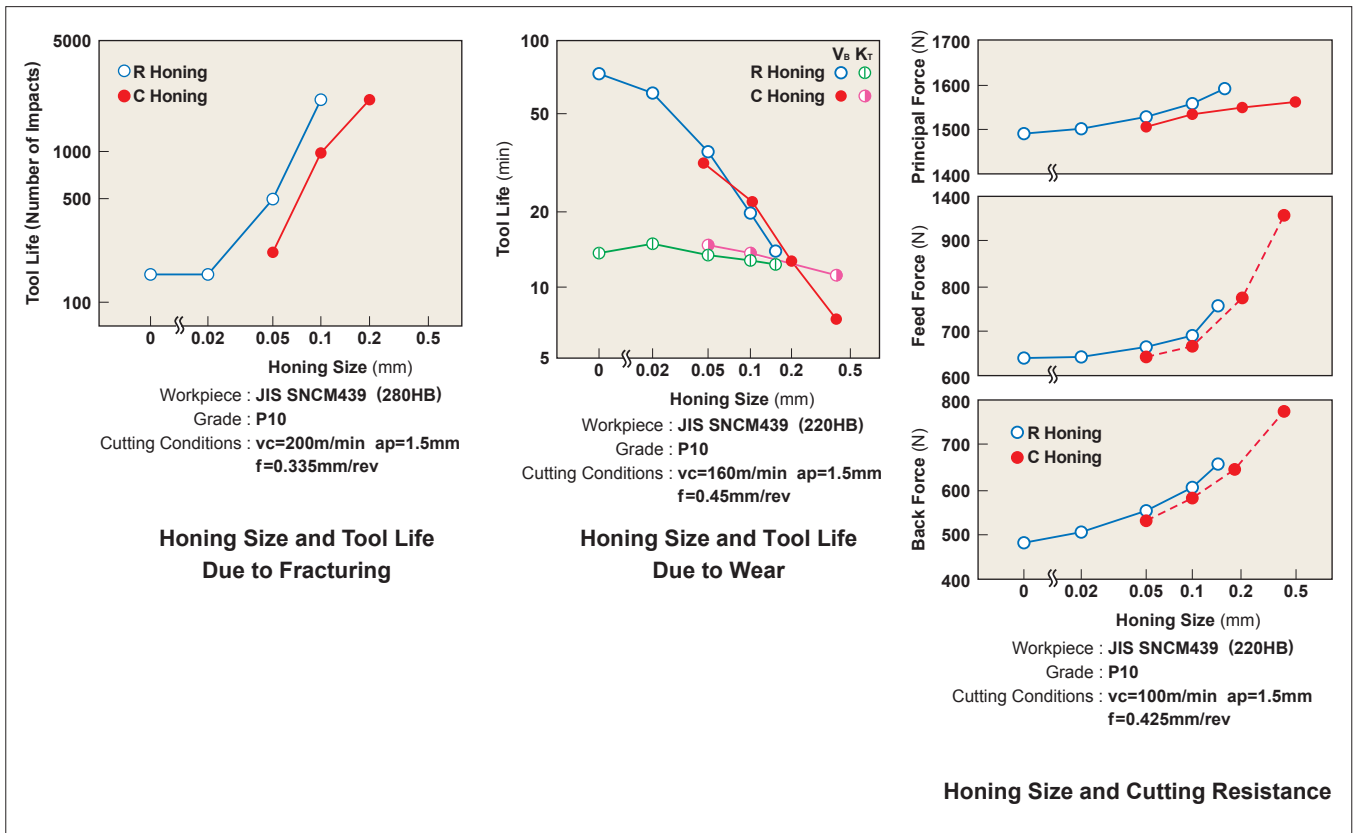 Tool Life (Number of Impacts)
5000
1000
500
100
R Honing
C Honing
0 0.02 0.05 0.1 0.2 0.5
Honing Size (mm)
Workpiece : JIS SNCM439 (280HB)
Grade : P10
Cutting Conditions : vc=200m/min ap=1.5mm
f=0.335mm/rev
Honing Size and Tool Life
Due to Fracturing
Tool Life (min)
100
50
20
10
5
VB KT
R Honing
C Honing
0 0.02 0.05 0.1 0.2 0.5
Honing Size (mm)
Workpiece : JIS SNCM439 (220HB)
Grade : P10
Cutting Conditions : vc=160m/min ap=1.5mm
f=0.45mm/rev
Honing Size and Tool Life
Due to Wear
Principal Force (N)
1700
1600
1500
1400
Feed Force (N)
1400
900
800
700
600
Back Force (N)
800
700
600
500
400
R Honing
C Honing
0 0.02 0.05 0.1 0.2 0.5
Honing Size (mm)
Workpiece : JIS SNCM439 (220HB)
Grade : P10
Cutting Conditions : vc=100m/min ap=1.5mm
f=0.425mm/rev
Honing Size and Cutting Resistance